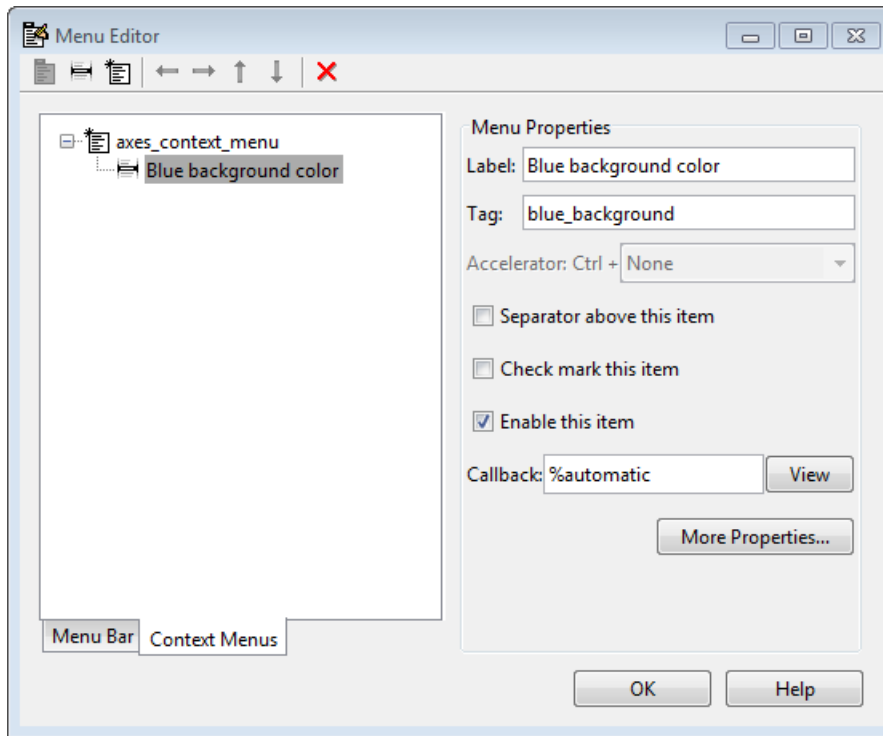 Menu Editor
axes_context_menu
Blue background color
Menu Bar
Context Menus
Menu Properties
Label: Blue background color
Tag: blue_background
Accelerator: Ctrl + None
Separator above this item
Check mark this item
Enable this item
Callback: %automatic View
More Properties...
OK
Help